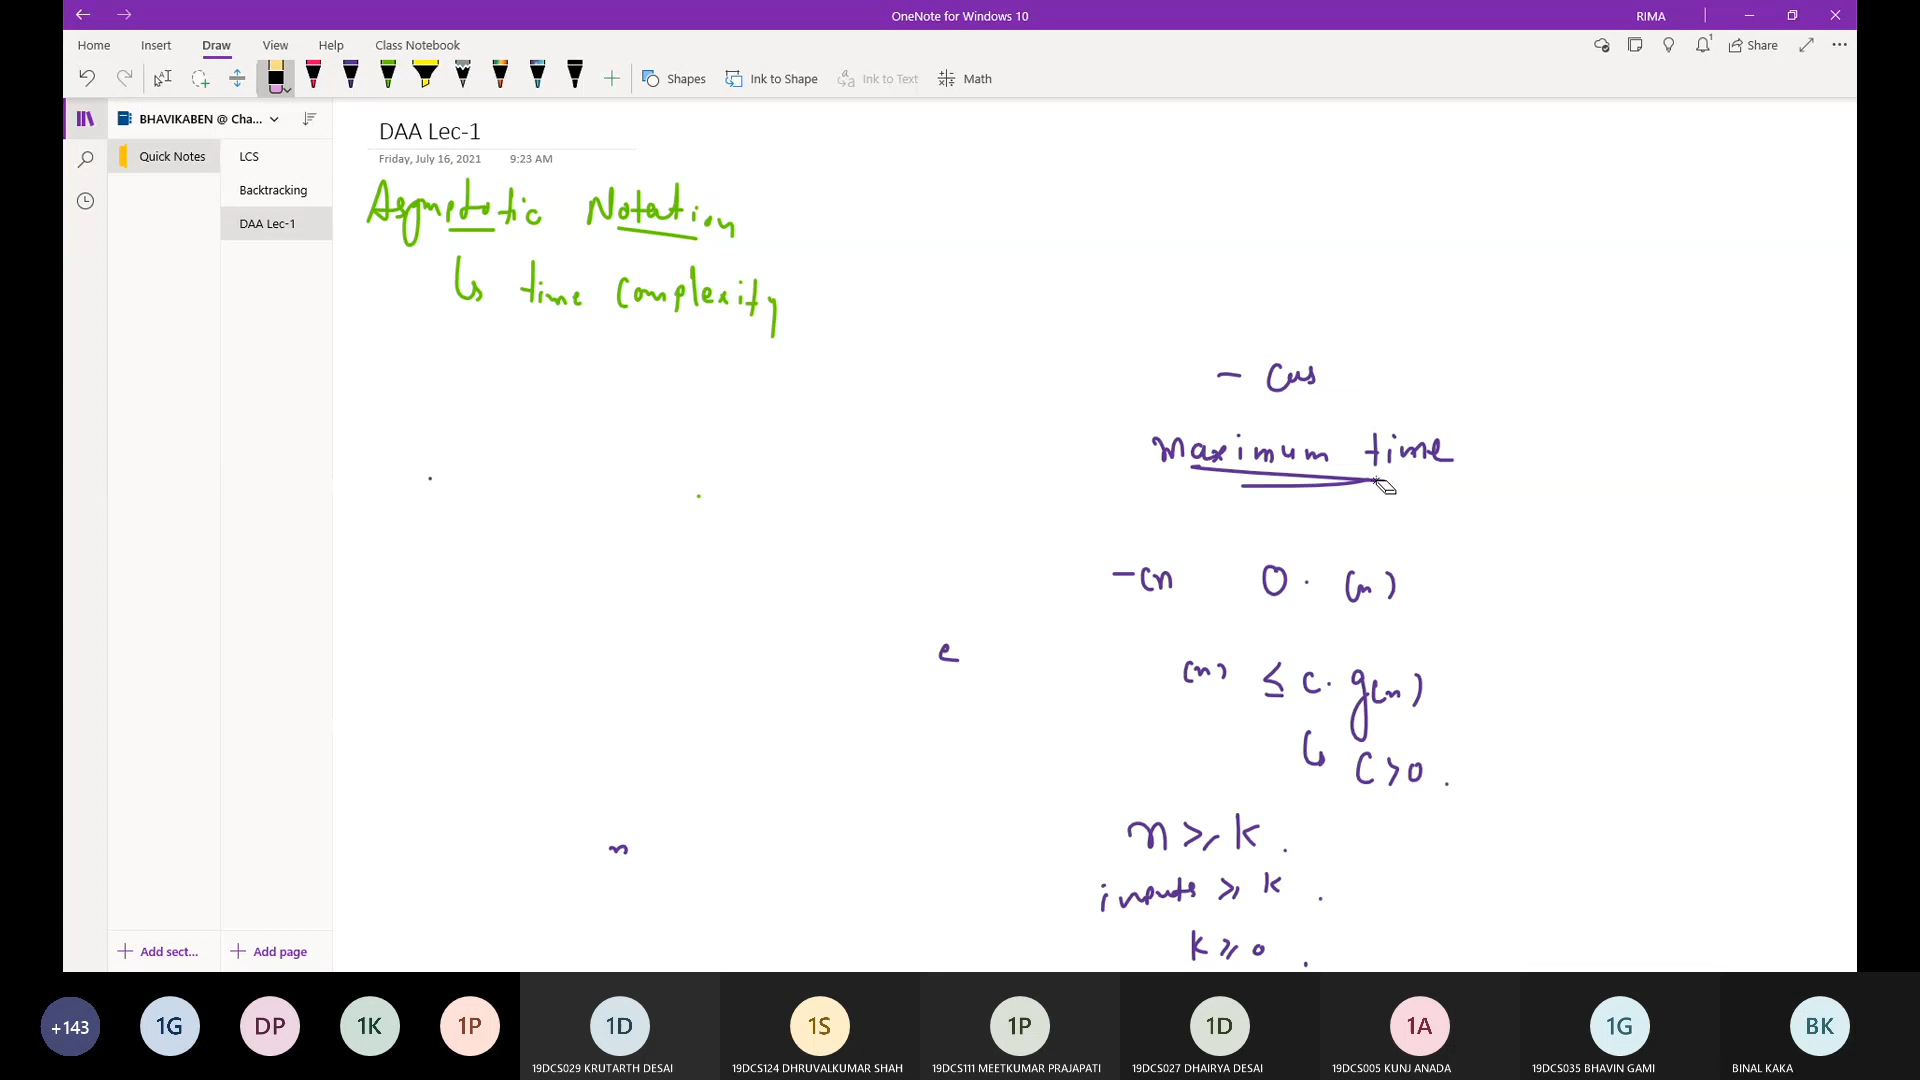 OneNote for Windows 10
RIMA
Home Insert Draw View Help Class Notebook
Share
Shapes Ink to Shape Ink to Text Math
BHAVIKABEN @ Cha...
Quick Notes
LCS
Backtracking
DAA Lec-1
DAA Lec-1
Friday, July 16, 2021 9:23 AM
Asymptotic Notation
↳ time complexity
- Cas
Maximum time
-(n O. (n)
e
(n) ≤ c. g(n)
↳ C>0.
n
n ≥ k.
inputs ≥ k.
k ≥ 0.
Add sect...
Add page
+143 1G DP 1K 1P 1D 1S 1P 1D 1A 1G BK
19DCS029 KRUTARTH DESAI 19DCS124 DHRUVALKUMAR SHAH 19DCS111 MEETKUMAR PRAJAPATI 19DCS027 DHAIRYA DESAI 19DCS005 KUNJ ANADA 19DCS035 BHAVIN GAMI BINAL KAKA